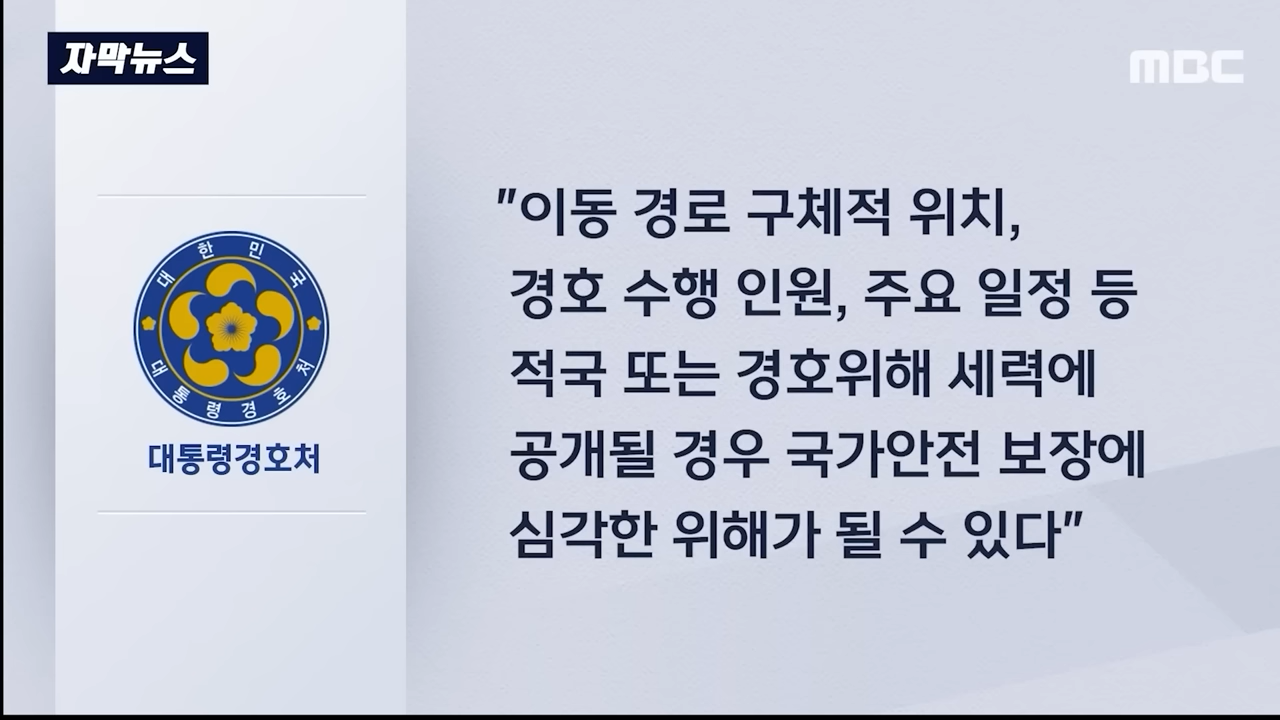 자막뉴스
MBC
"이동 경로 구체적 위치,
경호 수행 인원, 주요 일정 등
적국 또는 경호위해 세력에
공개될 경우 국가안전 보장에
심각한 위해가 될 수 있다"
대한민국
대통령경호처
대통령경호처